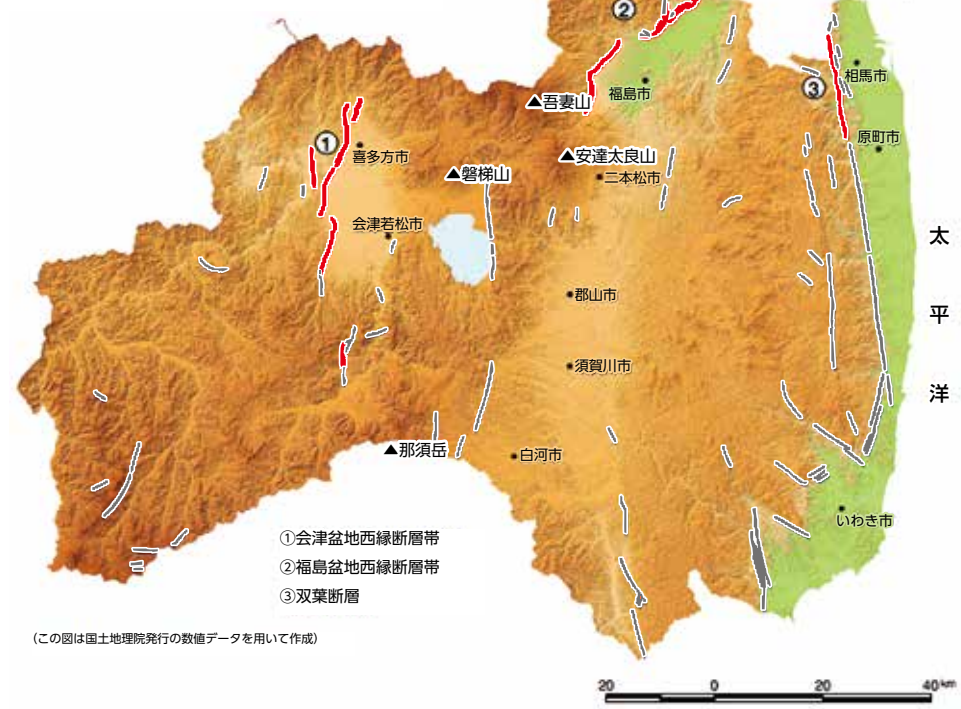 ②
相馬市
福島市
③
▲吾妻山
原町市
①
喜多方市
▲安達太良山
▲磐梯山
二本松市
会津若松市
太平洋
郡山市
須賀川市
▲那須岳
白河市
いわき市
①会津盆地西縁断層帯
②福島盆地西縁断層帯
③双葉断層
(この図は国土地理院発行の数値データを用いて作成)
20 0 20 40km